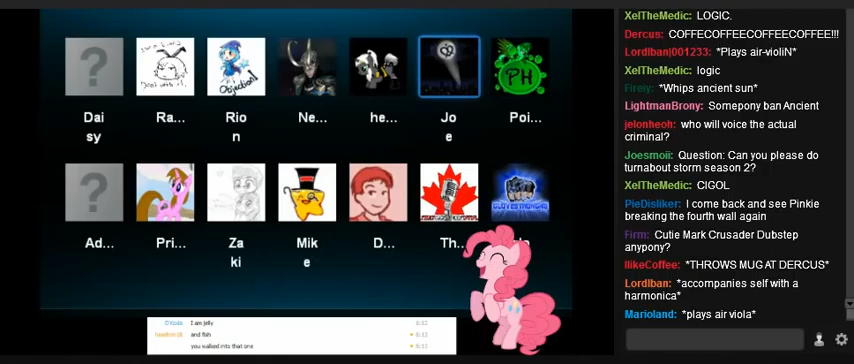 Dai
sy
Ra...
Rio
n
Ne...
he...
Jo
e
Poi...
Objection!
PH
Ad...
Pri...
Za
ki
Mik
e
D...
Th...
I am jelly
and fish
you walked into that one
XelTheMedic: LOGIC.
Dercus: COFFECOFFEECOFFEECOFFEE!!!
LordIban|001233: *Plays air-violiN*
XelTheMedic: logic
Firely: *Whips ancient sun*
LightmanBrony: Somepony ban Ancient
jelonheoh: who will voice the actual
criminal?
Joesmoii: Question: Can you please do
turnabout storm season 2?
XelTheMedic: CIGOL
PieDisliker: I come back and see Pinkie
breaking the fourth wall again
Firm: Cutie Mark Crusader Dubstep
anypony?
IlikeCoffee: *THROWS MUG AT DERCUS*
LordIban: *accompanies self with a
harmonica*
Marioland: *plays air viola*